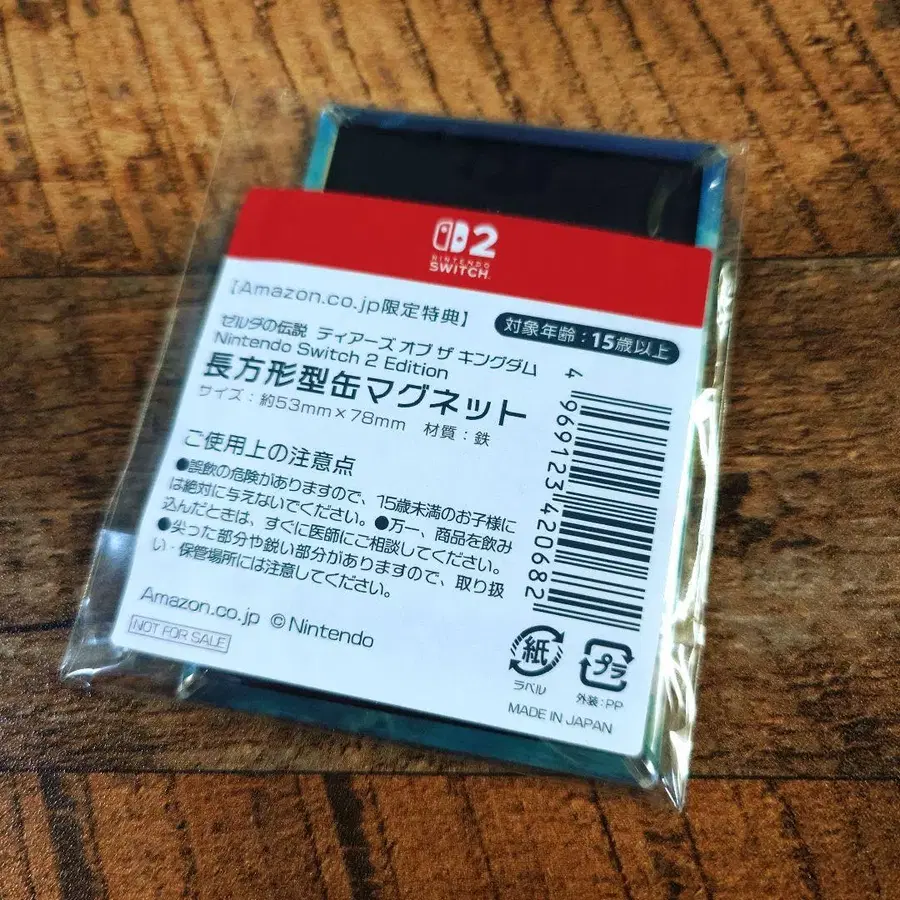 2
NINTENDO
SWITCH
【Amazon.co.jp限定特典】
対象年齢：15歳以上
ゼルダの伝説 ティアーズ オブ ザ キングダム
Nintendo Switch 2 Edition
長方形型缶マグネット
サイズ：約53mm×78mm 材質：鉄
ご使用上の注意点
●誤飲の危険がありますので、15歳未満のお子様に
は絶対に与えないでください。●万一、商品を飲み
込んだときは、すぐに医師にご相談してください。
●尖った部分や鋭い部分がありますので、取り扱
い・保管場所には注意してください。
Amazon.co.jp ©Nintendo
NOT FOR SALE
4 969123 420682
紙
ラベル
プラ
外装：PP
MADE IN JAPAN